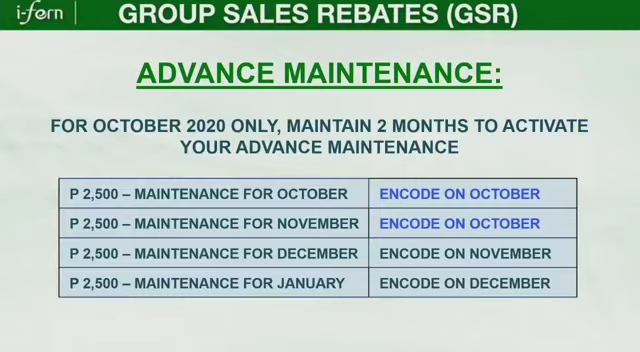 i-fern
GROUP SALES REBATES (GSR)
ADVANCE MAINTENANCE:
FOR OCTOBER 2020 ONLY, MAINTAIN 2 MONTHS TO ACTIVATE
YOUR ADVANCE MAINTENANCE
P 2,500 – MAINTENANCE FOR OCTOBER ENCODE ON OCTOBER
P 2,500 – MAINTENANCE FOR NOVEMBER ENCODE ON OCTOBER
P 2,500 – MAINTENANCE FOR DECEMBER ENCODE ON NOVEMBER
P 2,500 – MAINTENANCE FOR JANUARY ENCODE ON DECEMBER